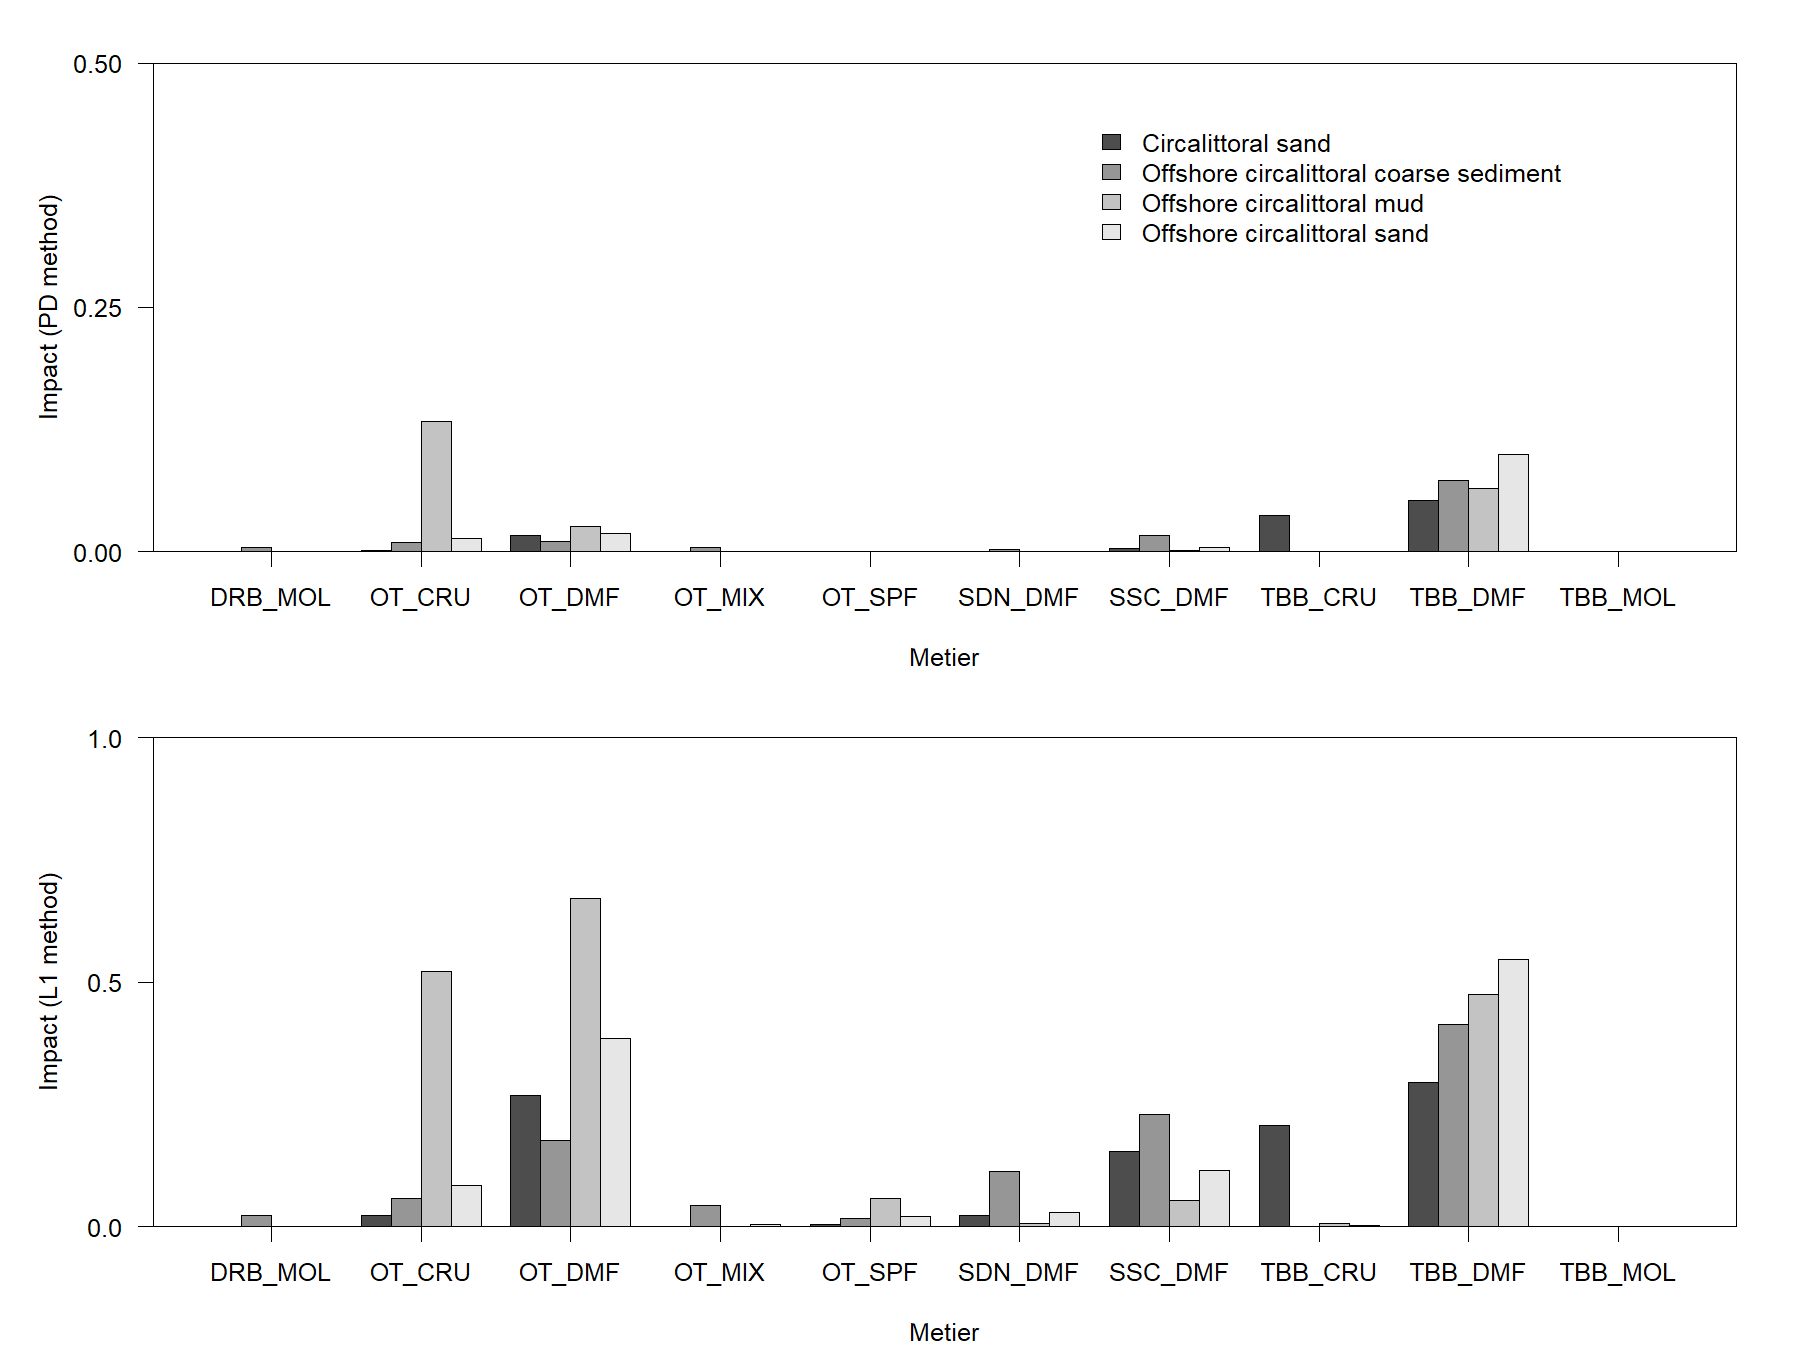 0.50
Circalittoral sand
Offshore circalittoral coarse sediment
Offshore circalittoral mud
Offshore circalittoral sand
Impact (PD method)
0.25
0.00
DRB_MOL OT_CRU OT_DMF OT_MIX OT_SPF SDN_DMF SSC_DMF TBB_CRU TBB_DMF TBB_MOL
Metier
1.0
Impact (L1 method)
0.5
0.0
DRB_MOL OT_CRU OT_DMF OT_MIX OT_SPF SDN_DMF SSC_DMF TBB_CRU TBB_DMF TBB_MOL
Metier